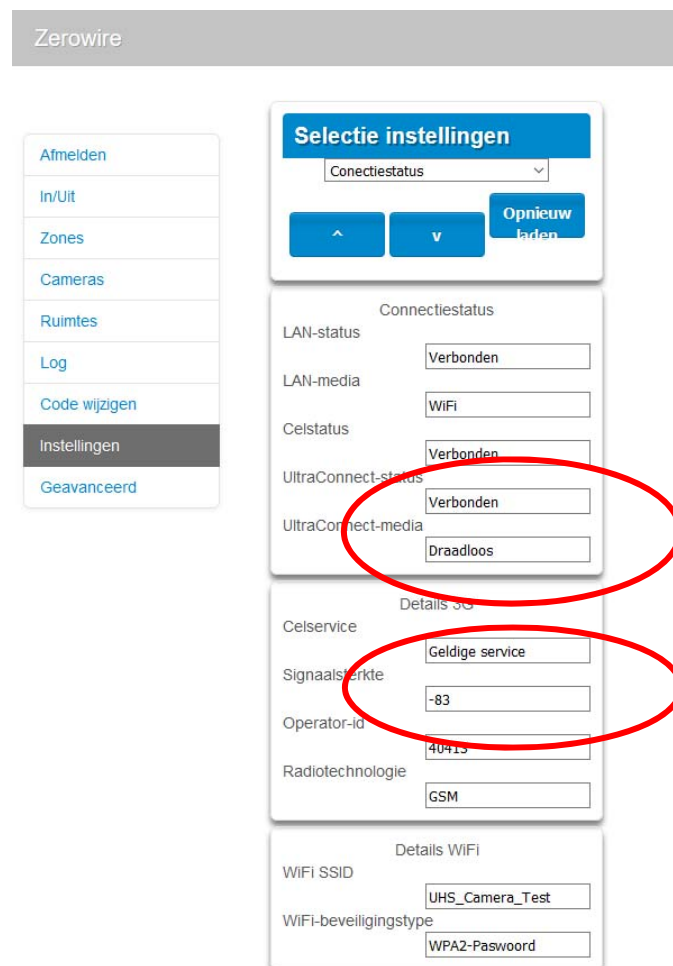 Zerowire
Afmelden
In/Uit
Zones
Cameras
Ruimtes
Log
Code wijzigen
Instellingen
Geavanceerd
Selectie instellingen
Conectiestatus
^
v
Opnieuw
laden
Connectiestatus
LAN-status
Verbonden
LAN-media
WiFi
Celstatus
Verbonden
UltraConnect-status
Verbonden
UltraConnect-media
Draadloos
Details 3G
Celservice
Geldige service
Signaalsterkte
-83
Operator-id
40413
Radiotechnologie
GSM
Details WiFi
WiFi SSID
UHS_Camera_Test
WiFi-beveiligingstype
WPA2-Paswoord